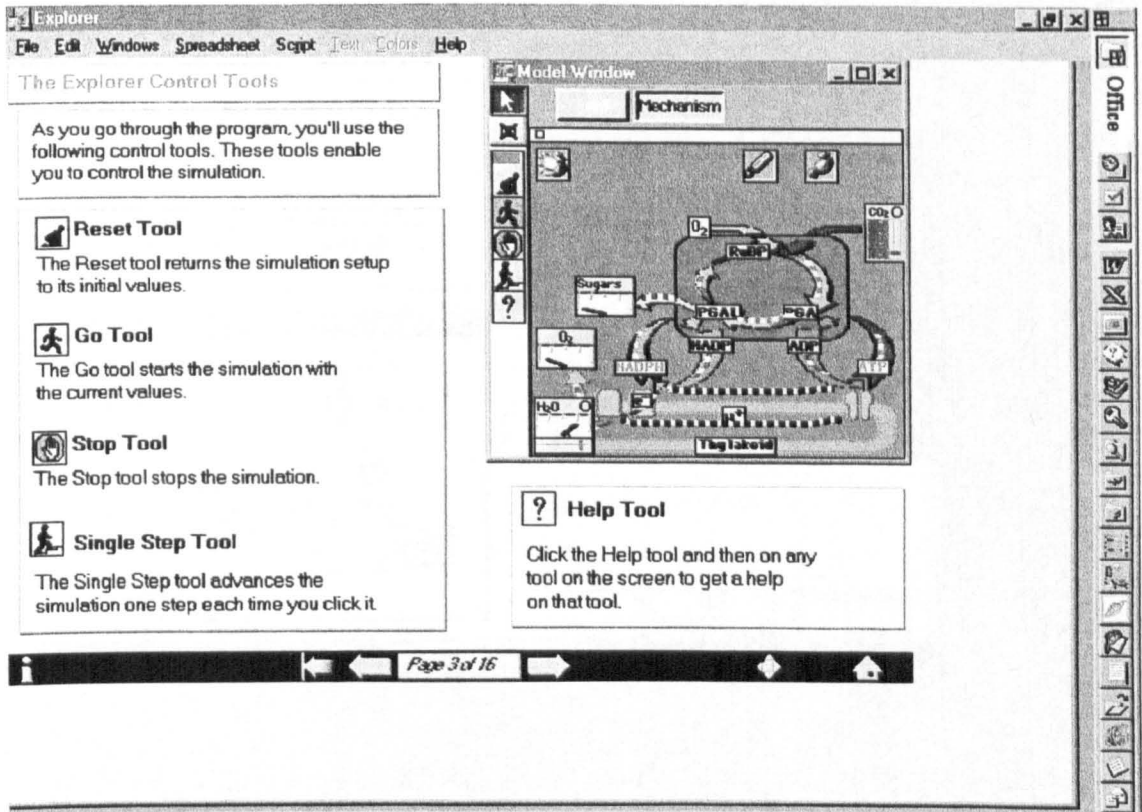 Explorer
File Edit Windows Spreadsheet Script Text Colors Help
The Explorer Control Tools
As you go through the program, you'll use the
following control tools. These tools enable
you to control the simulation.
Reset Tool
The Reset tool returns the simulation setup
to its initial values.
Go Tool
The Go tool starts the simulation with
the current values.
Stop Tool
The Stop tool stops the simulation.
Single Step Tool
The Single Step tool advances the
simulation one step each time you click it.
Model Window
Mechanism
O₂
CO₂
RuBP
Sugars
PGAL PGA
O₂
NADP ADP
NADPH ATP
H₂O
H⁺
Thylakoid
?
? Help Tool
Click the Help tool and then on any
tool on the screen to get a help
on that tool.
i
Page 3 of 16
Office
W